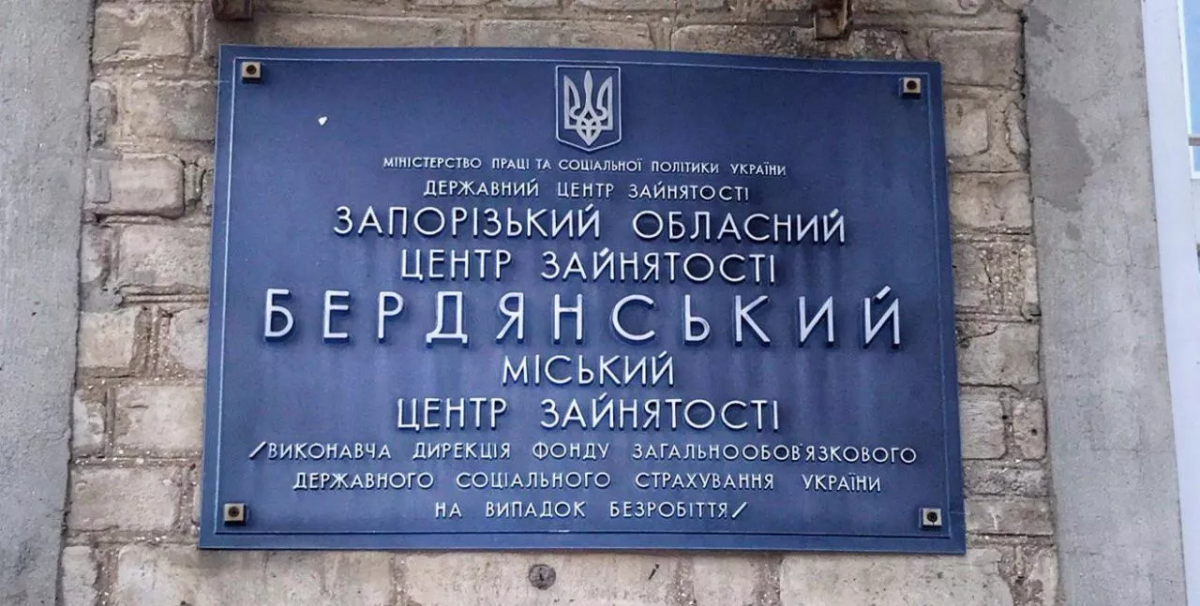 МІНІСТЕРСТВО ПРАЦІ ТА СОЦІАЛЬНОЇ ПОЛІТИКИ УКРАЇНИ
ДЕРЖАВНИЙ ЦЕНТР ЗАЙНЯТОСТІ
ЗАПОРІЗЬКИЙ ОБЛАСНИЙ
ЦЕНТР ЗАЙНЯТОСТІ
БЕРДЯНСЬКИЙ
МІСЬКИЙ
ЦЕНТР ЗАЙНЯТОСТІ
/ВИКОНАВЧА ДИРЕКЦІЯ ФОНДУ ЗАГАЛЬНООБОВ'ЯЗКОВОГО
ДЕРЖАВНОГО СОЦІАЛЬНОГО СТРАХУВАННЯ УКРАЇНИ
НА ВИПАДОК БЕЗРОБІТТЯ/